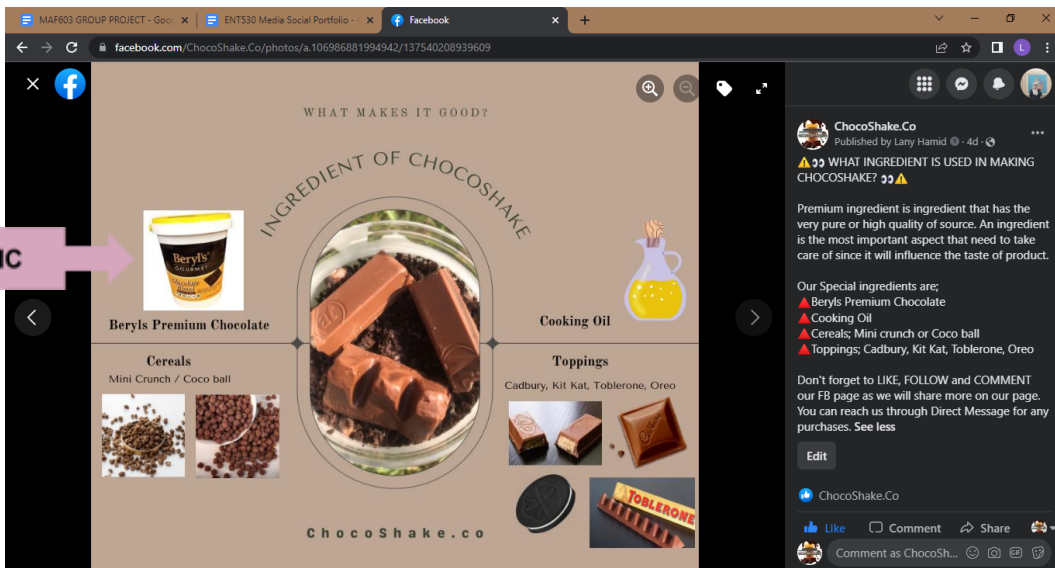 MAF603 GROUP PROJECT - Goo
ENT530 Media Social Portfolio -
Facebook
facebook.com/ChocoShake.Co/photos/a.106986881994942/137540208939609
L
WHAT MAKES IT GOOD?
INGREDIENT OF CHOCOSHAKE
IC
Beryl's
GOURMET
Beryls Premium Chocolate
Cooking Oil
Cereals
Mini Crunch / Coco ball
Toppings
Cadbury, Kit Kat, Toblerone, Oreo
TOBLERONE
ChocoShake.co
ChocoShake.Co
Published by Lany Hamid · 4d ·
WHAT INGREDIENT IS USED IN MAKING
CHOCOSHAKE?
Premium ingredient is ingredient that has the
very pure or high quality of source. An ingredient
is the most important aspect that need to take
care of since it will influence the taste of product.
Our Special ingredients are;
Beryls Premium Chocolate
Cooking Oil
Cereals; Mini crunch or Coco ball
Toppings; Cadbury, Kit Kat, Toblerone, Oreo
Don't forget to LIKE, FOLLOW and COMMENT
our FB page as we will share more on our page.
You can reach us through Direct Message for any
purchases. See less
Edit
ChocoShake.Co
Like Comment Share
Comment as ChocoSh...
GIF